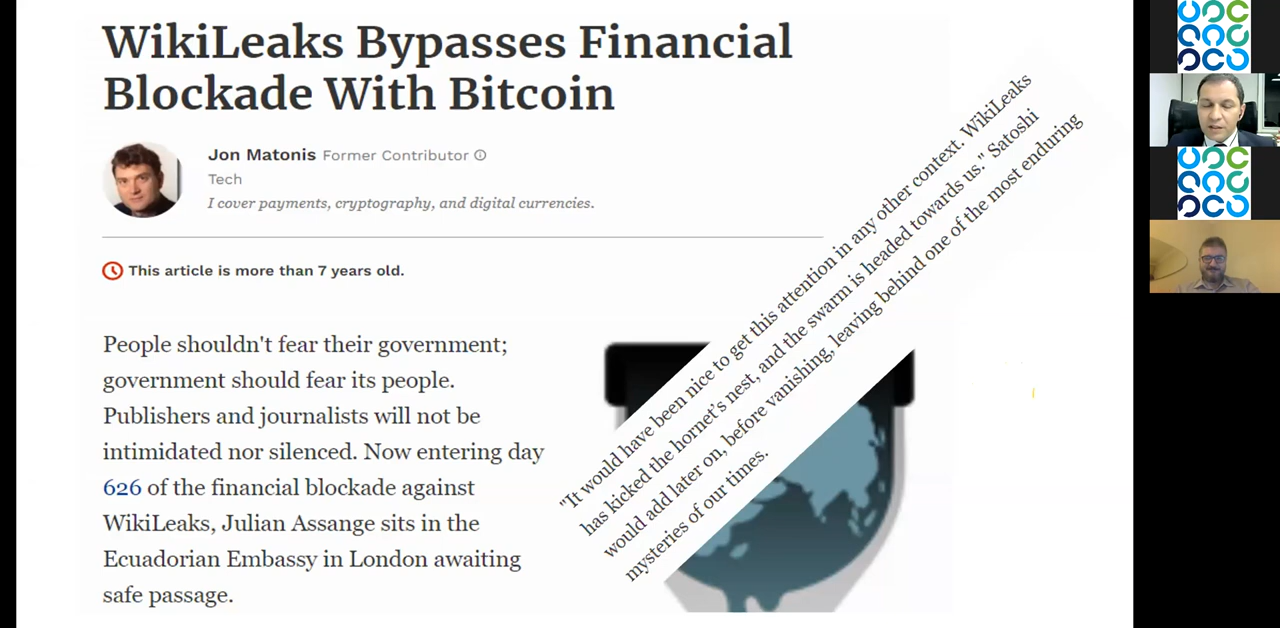 WikiLeaks Bypasses Financial
Blockade With Bitcoin
Jon Matonis Former Contributor
Tech
I cover payments, cryptography, and digital currencies.
This article is more than 7 years old.
People shouldn't fear their government;
government should fear its people.
Publishers and journalists will not be
intimidated nor silenced. Now entering day
626 of the financial blockade against
WikiLeaks, Julian Assange sits in the
Ecuadorian Embassy in London awaiting
safe passage.
"It would have been nice to get this attention in any other context. WikiLeaks
has kicked the hornet's nest, and the swarm is headed towards us." Satoshi
would add later on, before vanishing, leaving behind one of the most enduring
mysteries of our times.